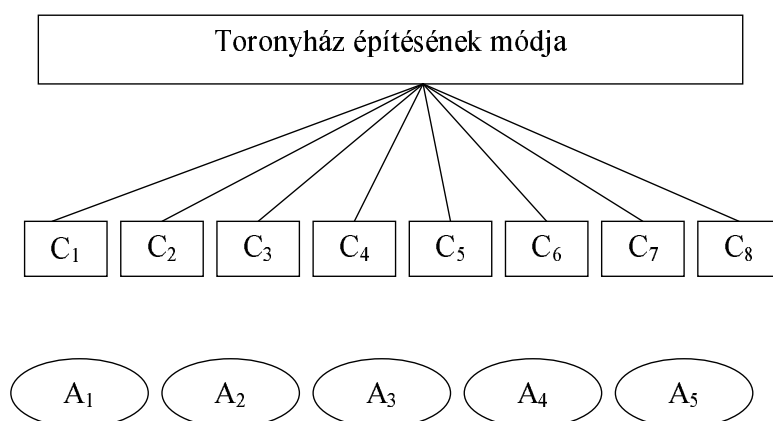 Toronyház építésének módja
C₁ C₂ C₃ C₄ C₅ C₆ C₇ C₈
A₁ A₂ A₃ A₄ A₅